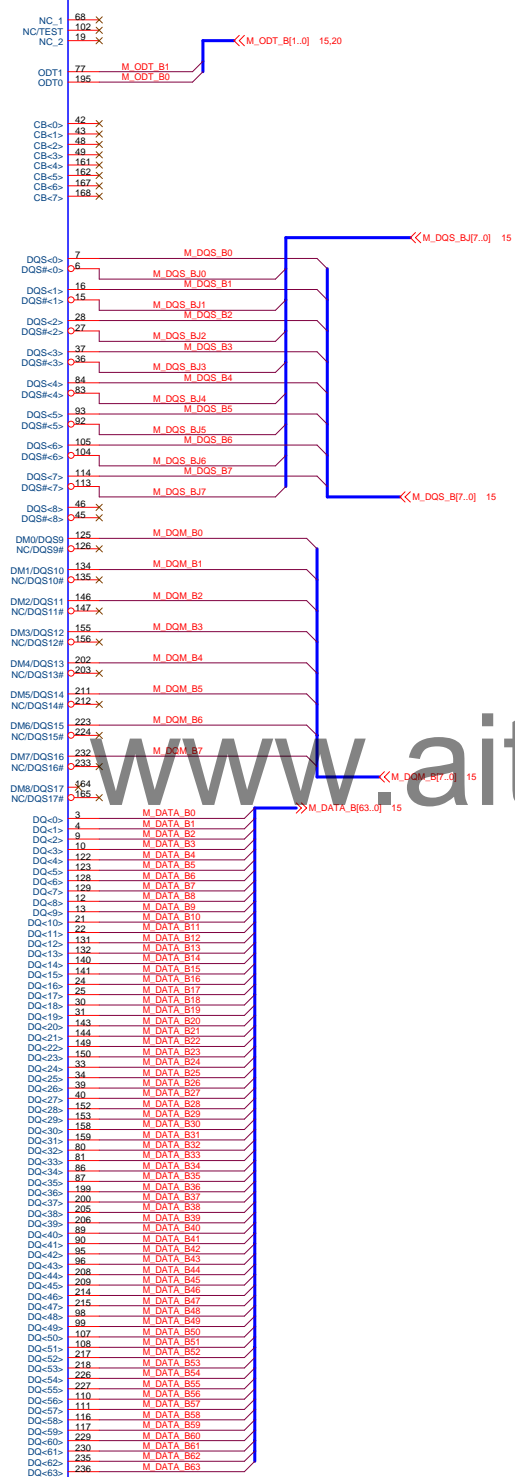 NC_1 68
NC/TEST 102
NC_2 19
M_ODT_B[1..0] 15,20
ODT1 77 M_ODT_B1
ODT0 195 M_ODT_B0
CB<0> 42
CB<1> 43
CB<2> 48
CB<3> 49
CB<4> 161
CB<5> 162
CB<6> 167
CB<7> 168
M_DQS_BJ[7..0] 15
DQS<0> 7 M_DQS_B0
DQS#<0> 6 M_DQS_BJ0
DQS<1> 16 M_DQS_B1
DQS#<1> 15 M_DQS_BJ1
DQS<2> 28 M_DQS_B2
DQS#<2> 27 M_DQS_BJ2
DQS<3> 37 M_DQS_B3
DQS#<3> 36 M_DQS_BJ3
DQS<4> 84 M_DQS_B4
DQS#<4> 83 M_DQS_BJ4
DQS<5> 93 M_DQS_B5
DQS#<5> 92 M_DQS_BJ5
DQS<6> 105 M_DQS_B6
DQS#<6> 104 M_DQS_BJ6
DQS<7> 114 M_DQS_B7
DQS#<7> 113 M_DQS_BJ7
M_DQS_B[7..0] 15
DQS<8> 46
DQS#<8> 45
DM0/DQS9 125 M_DQM_B0
NC/DQS9# 126
DM1/DQS10 134 M_DQM_B1
NC/DQS10# 135
DM2/DQS11 146 M_DQM_B2
NC/DQS11# 147
DM3/DQS12 155 M_DQM_B3
NC/DQS12# 156
DM4/DQS13 202 M_DQM_B4
NC/DQS13# 203
DM5/DQS14 211 M_DQM_B5
NC/DQS14# 212
DM6/DQS15 223 M_DQM_B6
NC/DQS15# 224
DM7/DQS16 232 M_DQM_B7
NC/DQS16# 233
www.ait
M_DQM_B[7..0] 15
DM8/DQS17 164
NC/DQS17# 165
M_DATA_B[63..0] 15
DQ<0> 3 M_DATA_B0
DQ<1> 4 M_DATA_B1
DQ<2> 9 M_DATA_B2
DQ<3> 10 M_DATA_B3
DQ<4> 122 M_DATA_B4
DQ<5> 123 M_DATA_B5
DQ<6> 128 M_DATA_B6
DQ<7> 129 M_DATA_B7
DQ<8> 12 M_DATA_B8
DQ<9> 13 M_DATA_B9
DQ<10> 21 M_DATA_B10
DQ<11> 22 M_DATA_B11
DQ<12> 131 M_DATA_B12
DQ<13> 132 M_DATA_B13
DQ<14> 140 M_DATA_B14
DQ<15> 141 M_DATA_B15
DQ<16> 24 M_DATA_B16
DQ<17> 25 M_DATA_B17
DQ<18> 30 M_DATA_B18
DQ<19> 31 M_DATA_B19
DQ<20> 143 M_DATA_B20
DQ<21> 144 M_DATA_B21
DQ<22> 149 M_DATA_B22
DQ<23> 150 M_DATA_B23
DQ<24> 33 M_DATA_B24
DQ<25> 34 M_DATA_B25
DQ<26> 39 M_DATA_B26
DQ<27> 40 M_DATA_B27
DQ<28> 152 M_DATA_B28
DQ<29> 153 M_DATA_B29
DQ<30> 158 M_DATA_B30
DQ<31> 159 M_DATA_B31
DQ<32> 80 M_DATA_B32
DQ<33> 81 M_DATA_B33
DQ<34> 86 M_DATA_B34
DQ<35> 87 M_DATA_B35
DQ<36> 199 M_DATA_B36
DQ<37> 200 M_DATA_B37
DQ<38> 205 M_DATA_B38
DQ<39> 206 M_DATA_B39
DQ<40> 89 M_DATA_B40
DQ<41> 90 M_DATA_B41
DQ<42> 95 M_DATA_B42
DQ<43> 96 M_DATA_B43
DQ<44> 208 M_DATA_B44
DQ<45> 209 M_DATA_B45
DQ<46> 214 M_DATA_B46
DQ<47> 215 M_DATA_B47
DQ<48> 98 M_DATA_B48
DQ<49> 99 M_DATA_B49
DQ<50> 107 M_DATA_B50
DQ<51> 108 M_DATA_B51
DQ<52> 217 M_DATA_B52
DQ<53> 218 M_DATA_B53
DQ<54> 226 M_DATA_B54
DQ<55> 227 M_DATA_B55
DQ<56> 110 M_DATA_B56
DQ<57> 111 M_DATA_B57
DQ<58> 116 M_DATA_B58
DQ<59> 117 M_DATA_B59
DQ<60> 229 M_DATA_B60
DQ<61> 230 M_DATA_B61
DQ<62> 235 M_DATA_B62
DQ<63> 236 M_DATA_B63